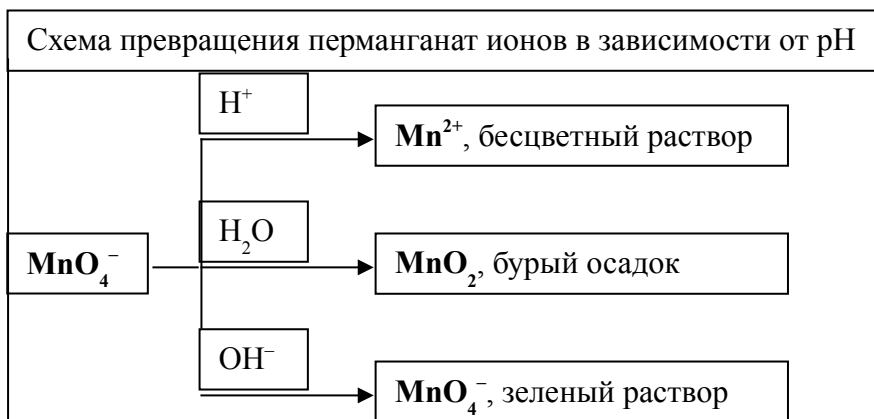 Схема превращения перманганат ионов в зависимости от pH
H⁺
Mn²⁺, бесцветный раствор
H₂O
MnO₄⁻
MnO₂, бурый осадок
OH⁻
MnO₄⁻, зеленый раствор